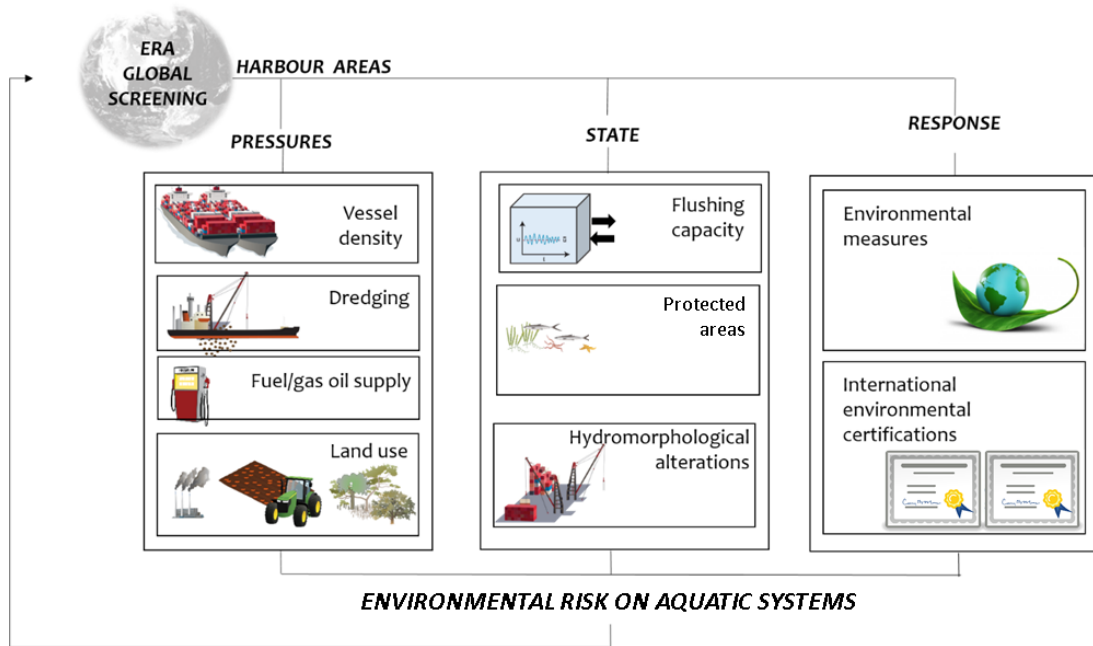 ERA
GLOBAL
SCREENING
HARBOUR AREAS
PRESSURES
STATE
RESPONSE
Vessel
density
Dredging
Fuel/gas oil supply
Land use
Flushing
capacity
Protected
areas
Hydromorphological
alterations
Environmental
measures
International
environmental
certifications
ENVIRONMENTAL RISK ON AQUATIC SYSTEMS